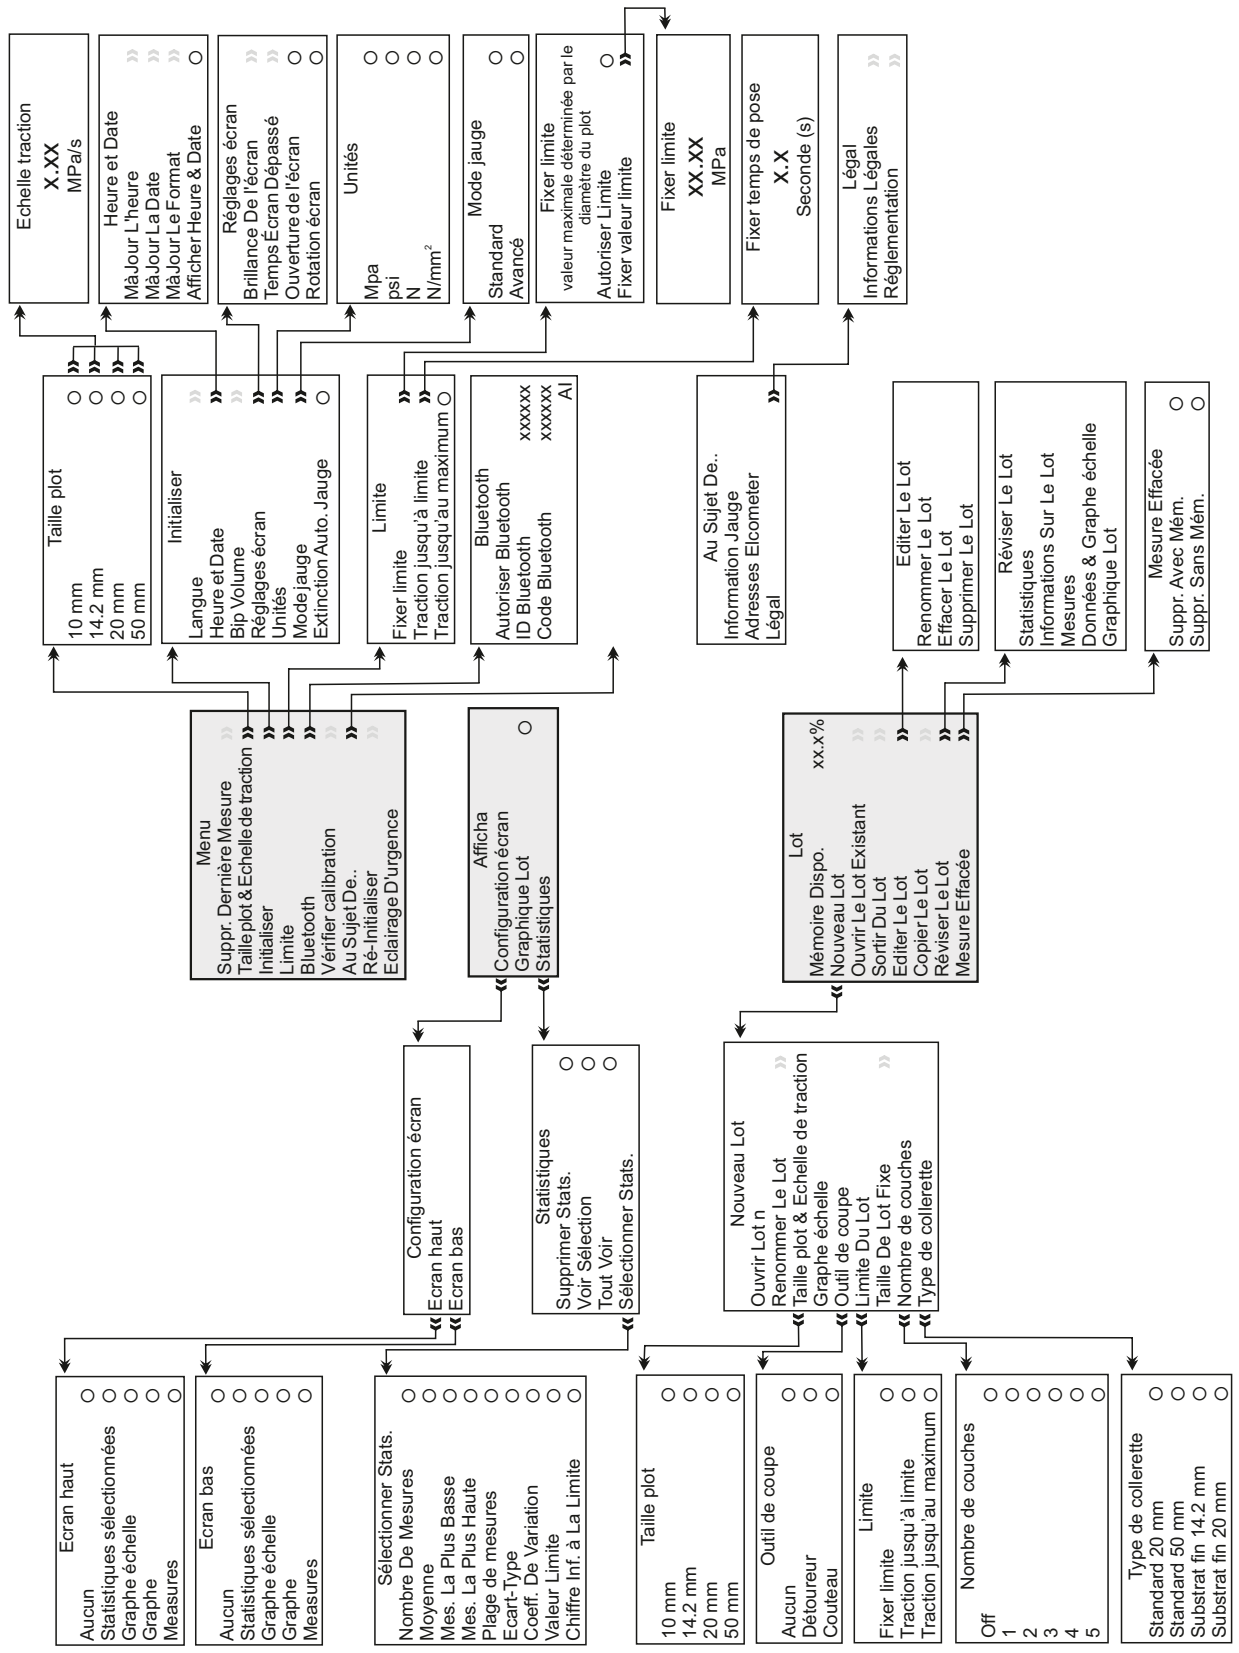 Echelle traction
X.XX
MPa/s
Heure et Date
MàJour L'heure
MàJour La Date
MàJour Le Format
Afficher Heure & Date
Réglages écran
Brillance De l'écran
Temps Écran Dépassé
Ouverture de l'écran
Rotation écran
Unités
Mpa
psi
N
N/mm²
Mode jauge
Standard
Avancé
Fixer limite
valeur maximale déterminée par le
diamètre du plot
Autoriser Limite
Fixer valeur limite
Fixer limite
XX.XX
MPa
Fixer temps de pose
X.X
Seconde (s)
Légal
Informations Légales
Réglementation
Taille plot
10 mm
14.2 mm
20 mm
50 mm
Initialiser
Langue
Heure et Date
Bip Volume
Réglages écran
Unités
Mode jauge
Extinction Auto. Jauge
Limite
Fixer limite
Traction jusqu'à limite
Traction jusqu'au maximum
Bluetooth
Autoriser Bluetooth
ID Bluetooth xxxxxx
Code Bluetooth xxxxxx
AI
Au Sujet De..
Information Jauge
Adresses Elcometer
Légal
Editer Le Lot
Renommer Le Lot
Effacer Le Lot
Supprimer Le Lot
Réviser Le Lot
Statistiques
Informations Sur Le Lot
Mesures
Données & Graphe échelle
Graphique Lot
Mesure Effacée
Suppr. Avec Mém.
Suppr. Sans Mém.
Menu
Suppr. Dernière Mesure
Taille plot & Echelle de traction
Initialiser
Limite
Bluetooth
Vérifier calibration
Au Sujet De..
Ré-Initialiser
Eclairage D'urgence
Afficha
Configuration écran
Graphique Lot
Statistiques
Lot
Mémoire Dispo. xx.x%
Nouveau Lot
Ouvrir Le Lot Existant
Sortir Du Lot
Editer Le Lot
Copier Le Lot
Réviser Le Lot
Mesure Effacée
Configuration écran
Ecran haut
Ecran bas
Statistiques
Supprimer Stats.
Voir Sélection
Tout Voir
Sélectionner Stats.
Nouveau Lot
Ouvrir Lot n
Renommer Le Lot
Taille plot & Echelle de traction
Graphe échelle
Outil de coupe
Limite Du Lot
Taille De Lot Fixe
Nombre de couches
Type de collerette
Ecran haut
Aucun
Statistiques sélectionnées
Graphe échelle
Graphe
Measures
Ecran bas
Aucun
Statistiques sélectionnées
Graphe échelle
Graphe
Measures
Sélectionner Stats.
Nombre De Mesures
Moyenne
Mes. La Plus Basse
Mes. La Plus Haute
Plage de mesures
Ecart-Type
Coeff. De Variation
Valeur Limite
Chiffre Inf. à La Limite
Taille plot
10 mm
14.2 mm
20 mm
50 mm
Outil de coupe
Aucun
Détoureur
Couteau
Limite
Fixer limite
Traction jusqu'à limite
Traction jusqu'au maximum
Nombre de couches
Off
1
2
3
4
5
Type de collerette
Standard 20 mm
Standard 50 mm
Substrat fin 14.2 mm
Substrat fin 20 mm